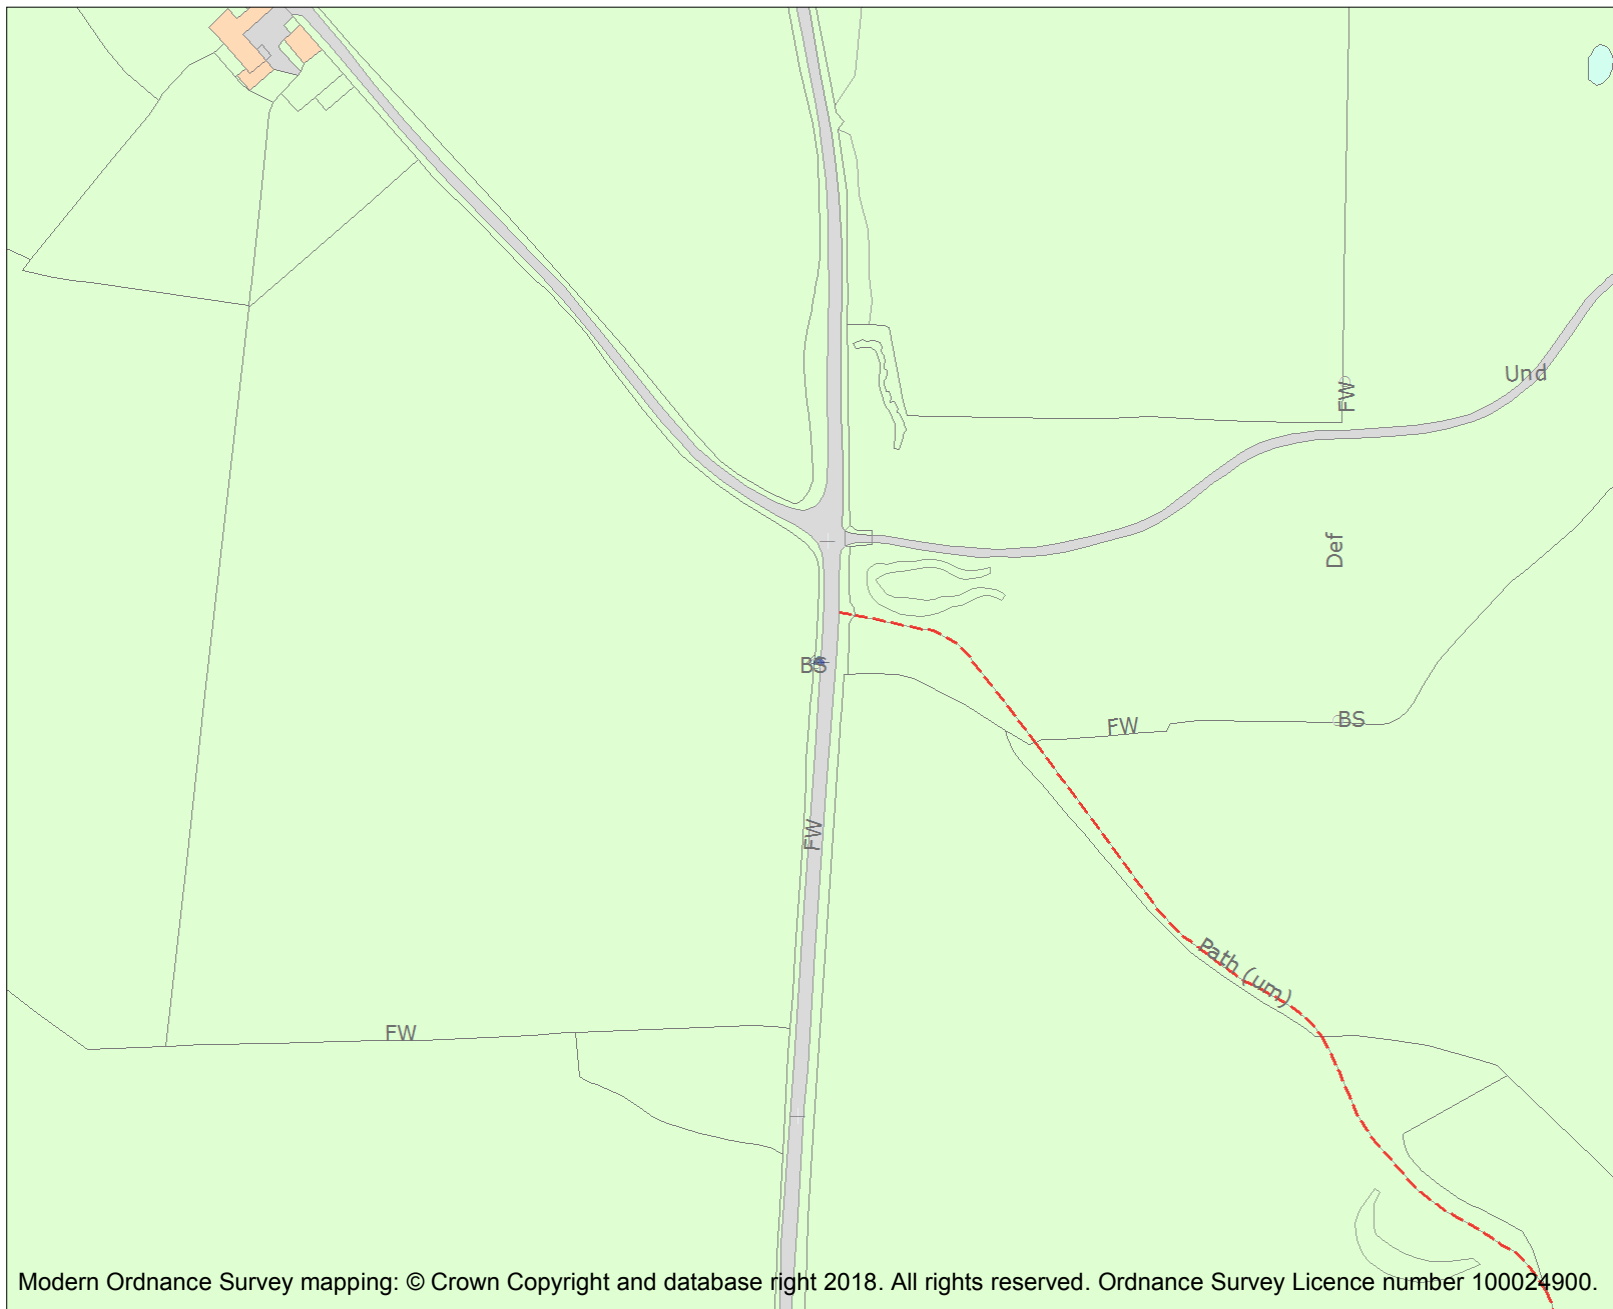 Und
FW
Def
BS
BS
FW
FW
Path (um)
FW
Modern Ordnance Survey mapping: © Crown Copyright and database right 2018. All rights reserved. Ordnance Survey Licence number 100024900.